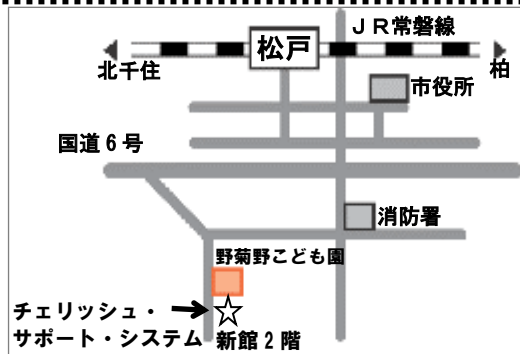 JR常磐線
松戸
北千住
柏
市役所
国道6号
消防署
野菊野こども園
チェリッシュ・
サポート・システム
新館2階